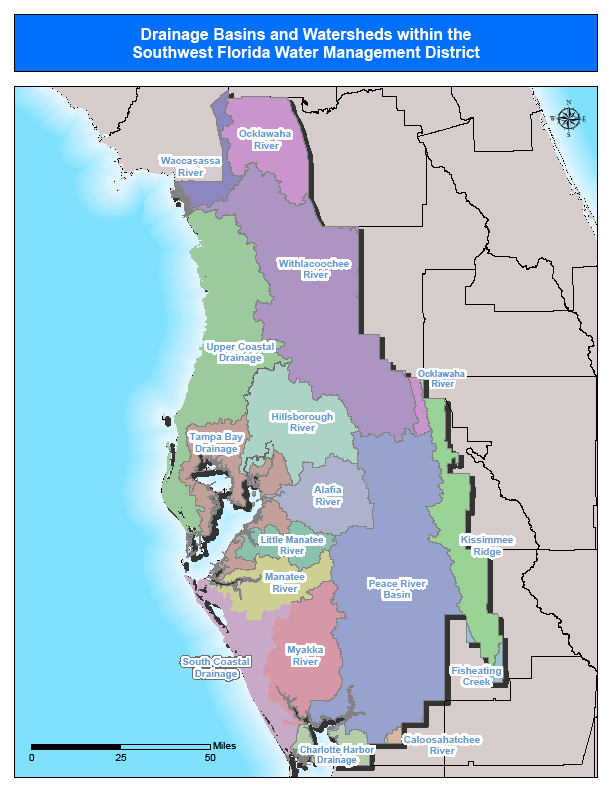 Drainage Basins and Watersheds within the
Southwest Florida Water Management District
N
W E
S
Ocklawaha
River
Waccasassa
River
Withlacoochee
River
Upper Coastal
Drainage
Ocklawaha
River
Hillsborough
River
Tampa Bay
Drainage
Alafia
River
Little Manatee
River
Kissimmee
Ridge
Manatee
River
Peace River
Basin
Myakka
River
South Coastal
Drainage
Fisheating
Creek
Caloosahatchee
River
Charlotte Harbor
Drainage
Miles
0 25 50